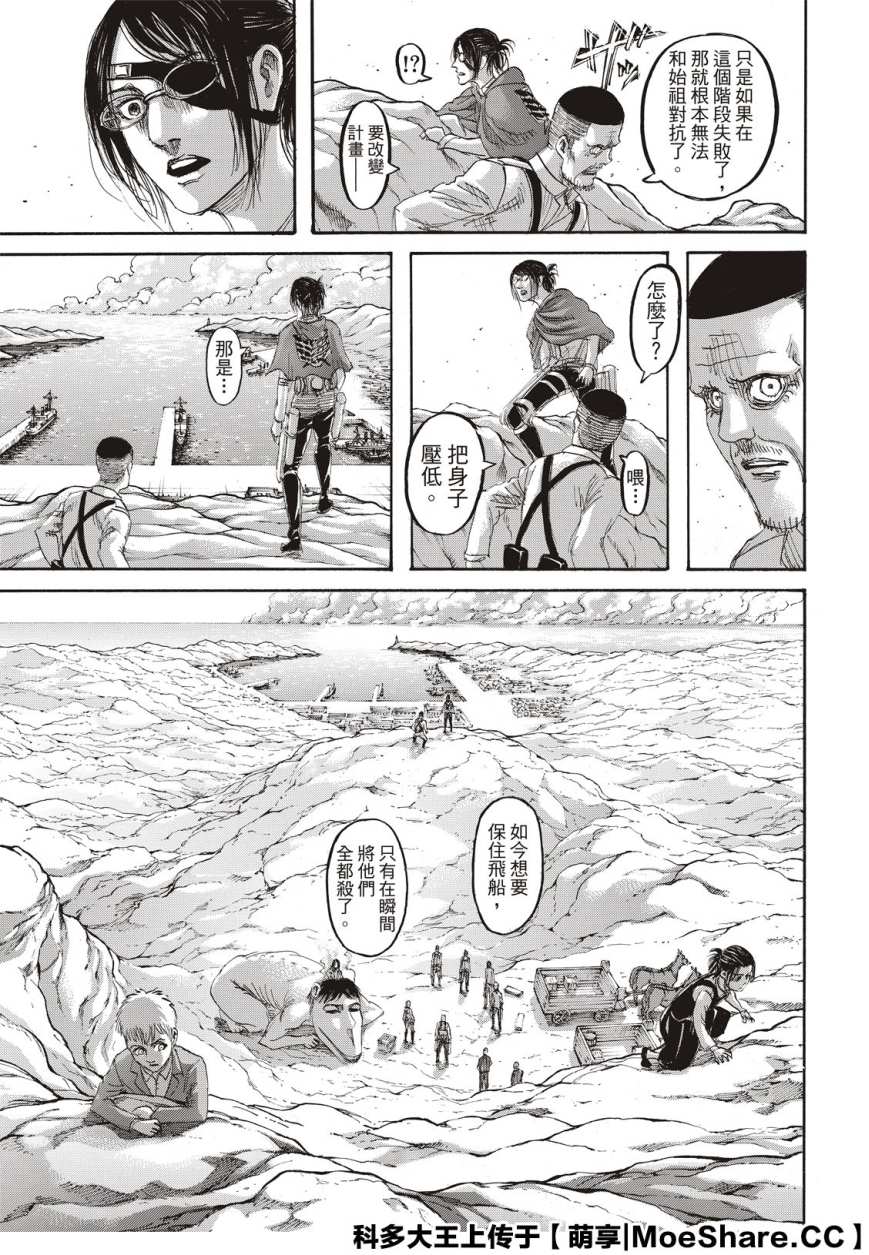 只是如果在
這個階段失敗了，
那就根本無法
和始祖對抗了。
!?
要改變
計畫——
怎麼了？
喂…
把身子
壓低。
那是…
如今想要
保住飛船，
只有在瞬間
將他們
全都殺了。
科多大王上传于【萌享|MoeShare.CC】